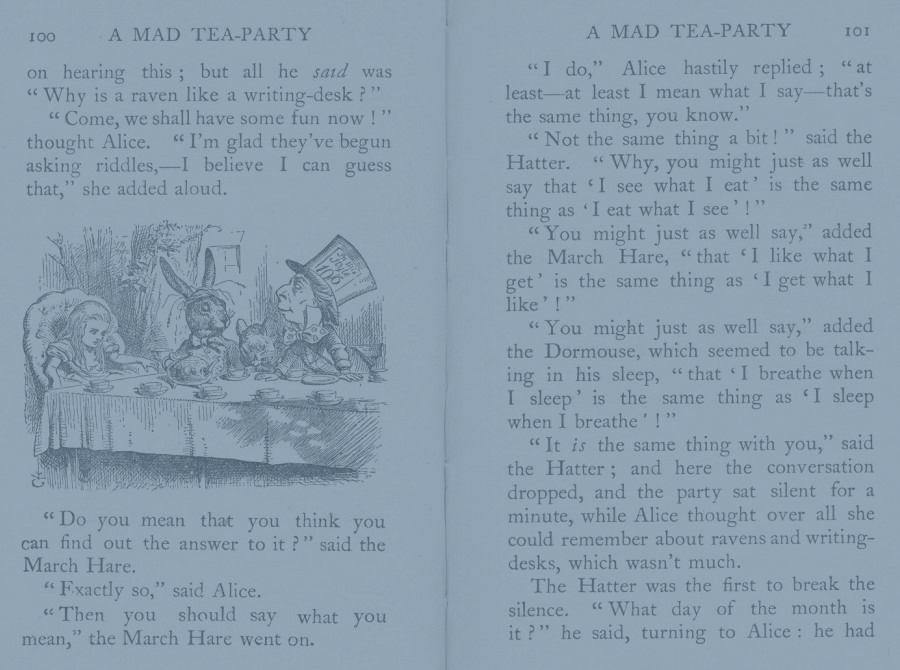 100 A MAD TEA-PARTY
on hearing this ; but all he said was
“ Why is a raven like a writing-desk ? ”
“ Come, we shall have some fun now ! ”
thought Alice. “ I’m glad they’ve begun
asking riddles,—I believe I can guess
that,” she added aloud.
“ Do you mean that you think you
can find out the answer to it ? ” said the
March Hare.
“ Exactly so,” said Alice.
“ Then you should say what you
mean,” the March Hare went on.
A MAD TEA-PARTY 101
“ I do,” Alice hastily replied ; “ at
least—at least I mean what I say—that’s
the same thing, you know.”
“ Not the same thing a bit ! ” said the
Hatter. “ Why, you might just as well
say that ‘ I see what I eat ’ is the same
thing as ‘ I eat what I see ’ ! ”
“ You might just as well say,” added
the March Hare, “ that ‘ I like what I
get ’ is the same thing as ‘ I get what I
like ’ ! ”
“ You might just as well say,” added
the Dormouse, which seemed to be talk-
ing in his sleep, “ that ‘ I breathe when
I sleep ’ is the same thing as ‘ I sleep
when I breathe ’ ! ”
“ It is the same thing with you,” said
the Hatter ; and here the conversation
dropped, and the party sat silent for a
minute, while Alice thought over all she
could remember about ravens and writing-
desks, which wasn’t much.
The Hatter was the first to break the
silence. “ What day of the month is
it ? ” he said, turning to Alice : he had